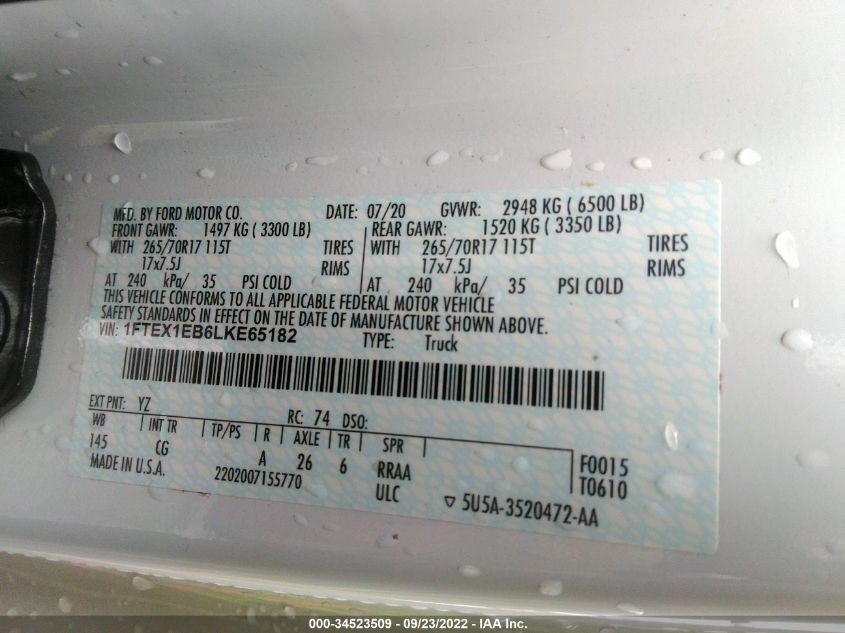 MFD. BY FORD MOTOR CO. DATE: 07/20 GVWR: 2948 KG ( 6500 LB)
FRONT GAWR: 1497 KG ( 3300 LB) REAR GAWR: 1520 KG ( 3350 LB)
WITH 265/70R17 115T TIRES WITH 265/70R17 115T TIRES
17x7.5J RIMS 17x7.5J RIMS
AT 240 kPa/ 35 PSI COLD AT 240 kPa/ 35 PSI COLD
THIS VEHICLE CONFORMS TO ALL APPLICABLE FEDERAL MOTOR VEHICLE
SAFETY STANDARDS IN EFFECT ON THE DATE OF MANUFACTURE SHOWN ABOVE.
VIN: 1FTEX1EB6LKE65182 TYPE: Truck
EXT PNT: YZ RC: 74 DSO:
WB INT TR TP/PS R AXLE TR SPR
145 CG A 26 6 RRAA F0015
MADE IN U.S.A. 2202007155770 ULC T0610
▽ 5U5A-3520472-AA
000-34523509 - 09/23/2022 - IAA Inc.